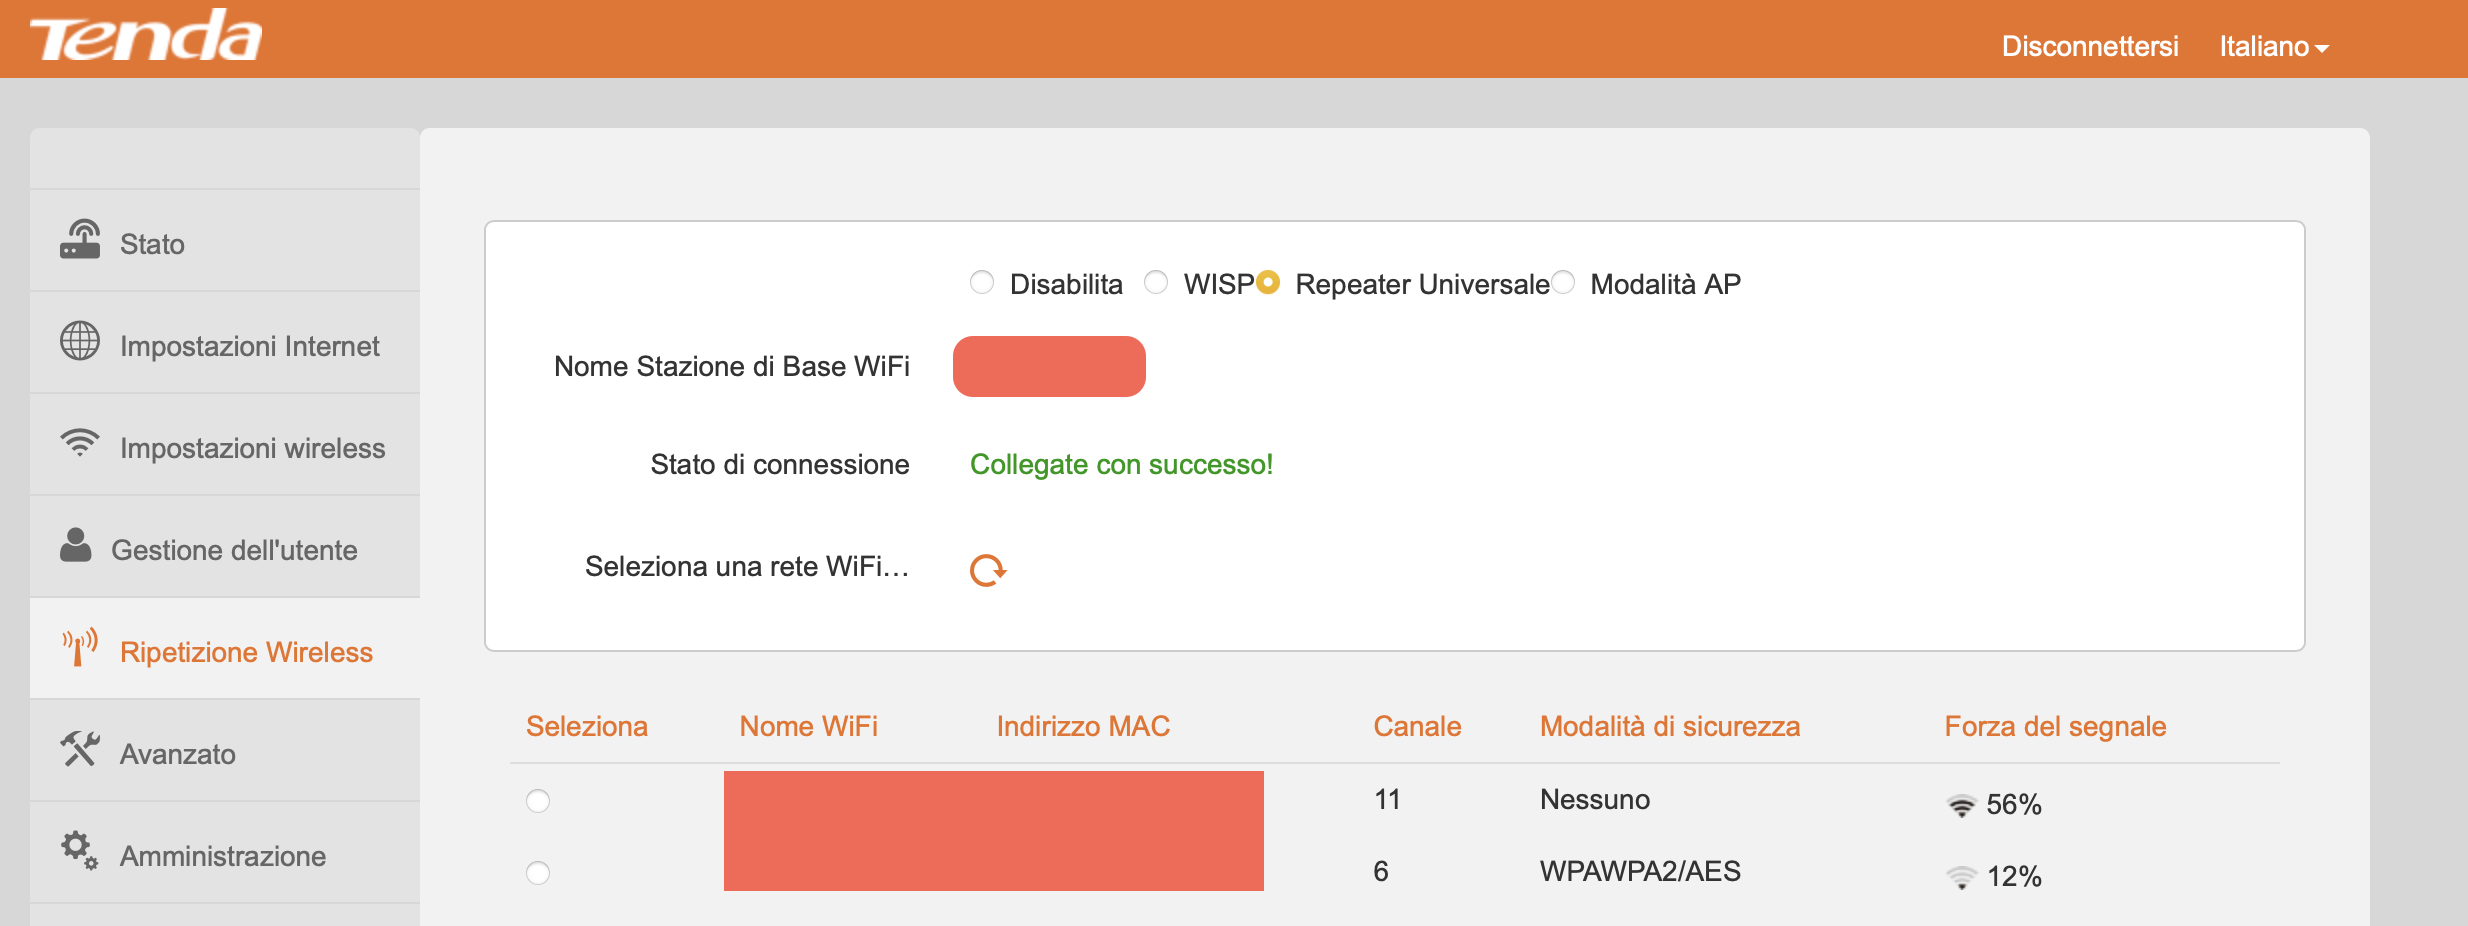 Tenda
Disconnettersi Italiano
Stato
Impostazioni Internet
Impostazioni wireless
Gestione dell'utente
Ripetizione Wireless
Avanzato
Amministrazione
Disabilita WISP Repeater Universale Modalità AP
Nome Stazione di Base WiFi
Stato di connessione Collegate con successo!
Seleziona una rete WiFi...
Seleziona Nome WiFi Indirizzo MAC Canale Modalità di sicurezza Forza del segnale
11 Nessuno 56%
6 WPAWPA2/AES 12%